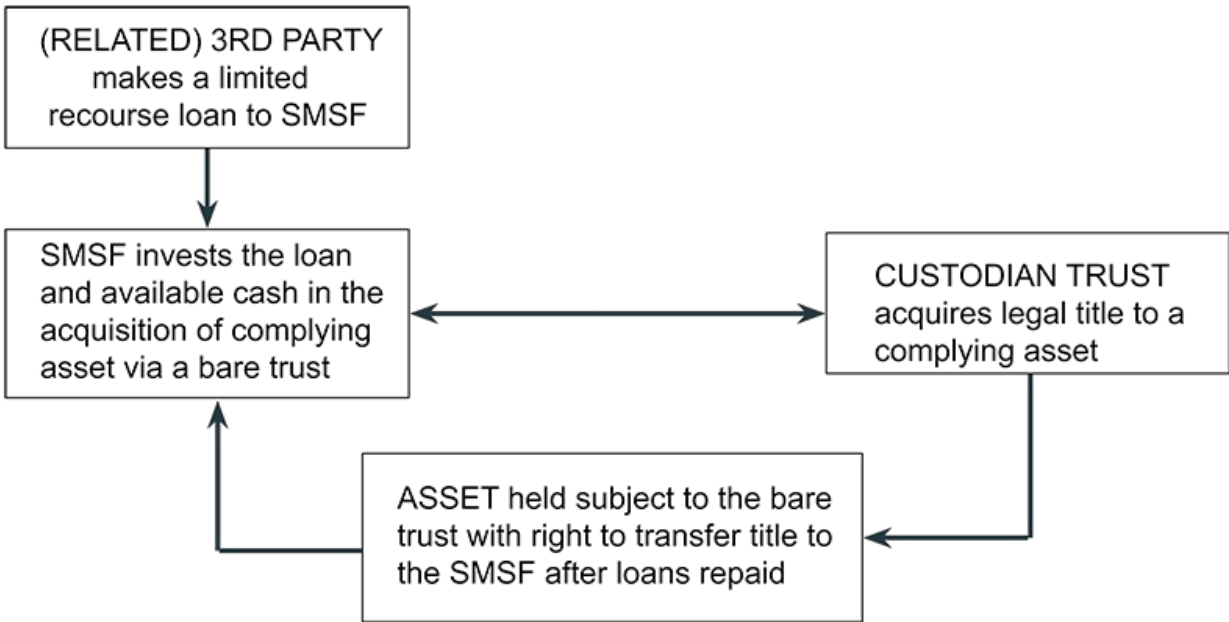 (RELATED) 3RD PARTY
makes a limited
recourse loan to SMSF
SMSF invests the loan
and available cash in the
acquisition of complying
asset via a bare trust
CUSTODIAN TRUST
acquires legal title to a
complying asset
ASSET held subject to the bare
trust with right to transfer title to
the SMSF after loans repaid